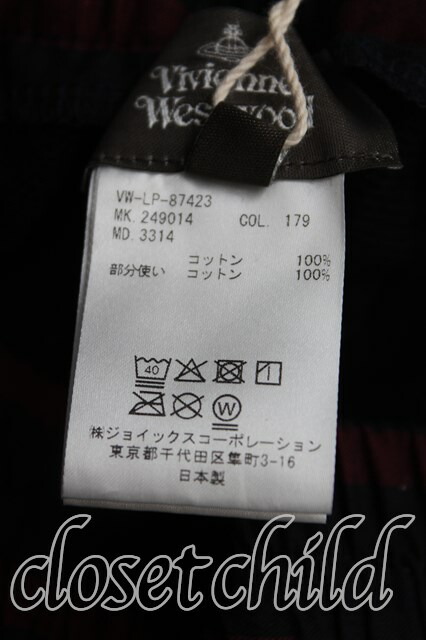 Vivienne
Westwood
VW-LP-87423
MK. 249014 COL. 179
MD. 3314
コットン 100%
部分使い コットン 100%
40
W
㈱ジョイックスコーポレーション
東京都千代田区隼町3-16
日本製
closetchild